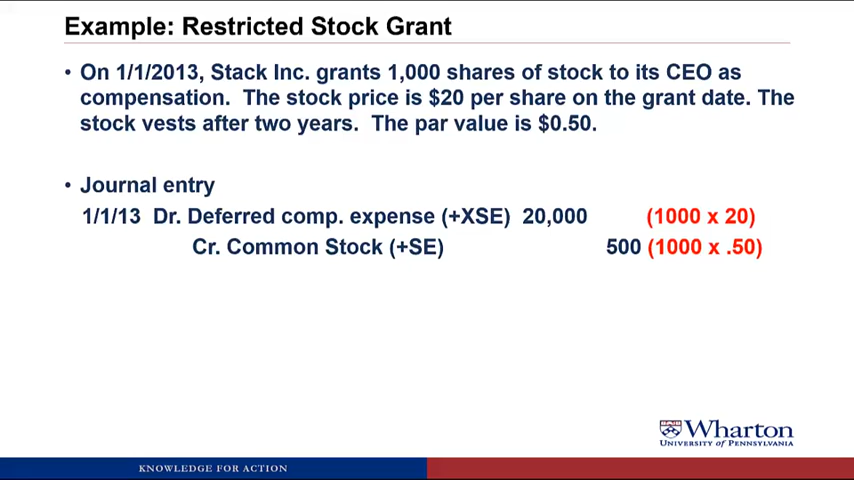 Example: Restricted Stock Grant
• On 1/1/2013, Stack Inc. grants 1,000 shares of stock to its CEO as
compensation. The stock price is $20 per share on the grant date. The
stock vests after two years. The par value is $0.50.
• Journal entry
1/1/13 Dr. Deferred comp. expense (+XSE) 20,000 (1000 x 20)
Cr. Common Stock (+SE) 500 (1000 x .50)
Wharton
UNIVERSITY of PENNSYLVANIA
KNOWLEDGE FOR ACTION